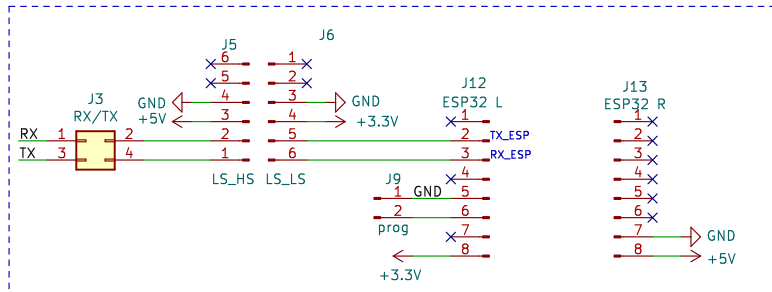 J6
J5
6
1
5
2
J3
J12
J13
RX/TX
GND
4
3
GND
ESP32 L
ESP32 R
+5V
3
4
+3.3V
1
1
RX
1
2
2
5
2
TX_ESP
2
TX
3
4
1
6
3
RX_ESP
3
LS_HS
LS_LS
J9
4
4
1
GND
5
5
2
6
6
prog
7
7
GND
+3.3V
8
8
+5V